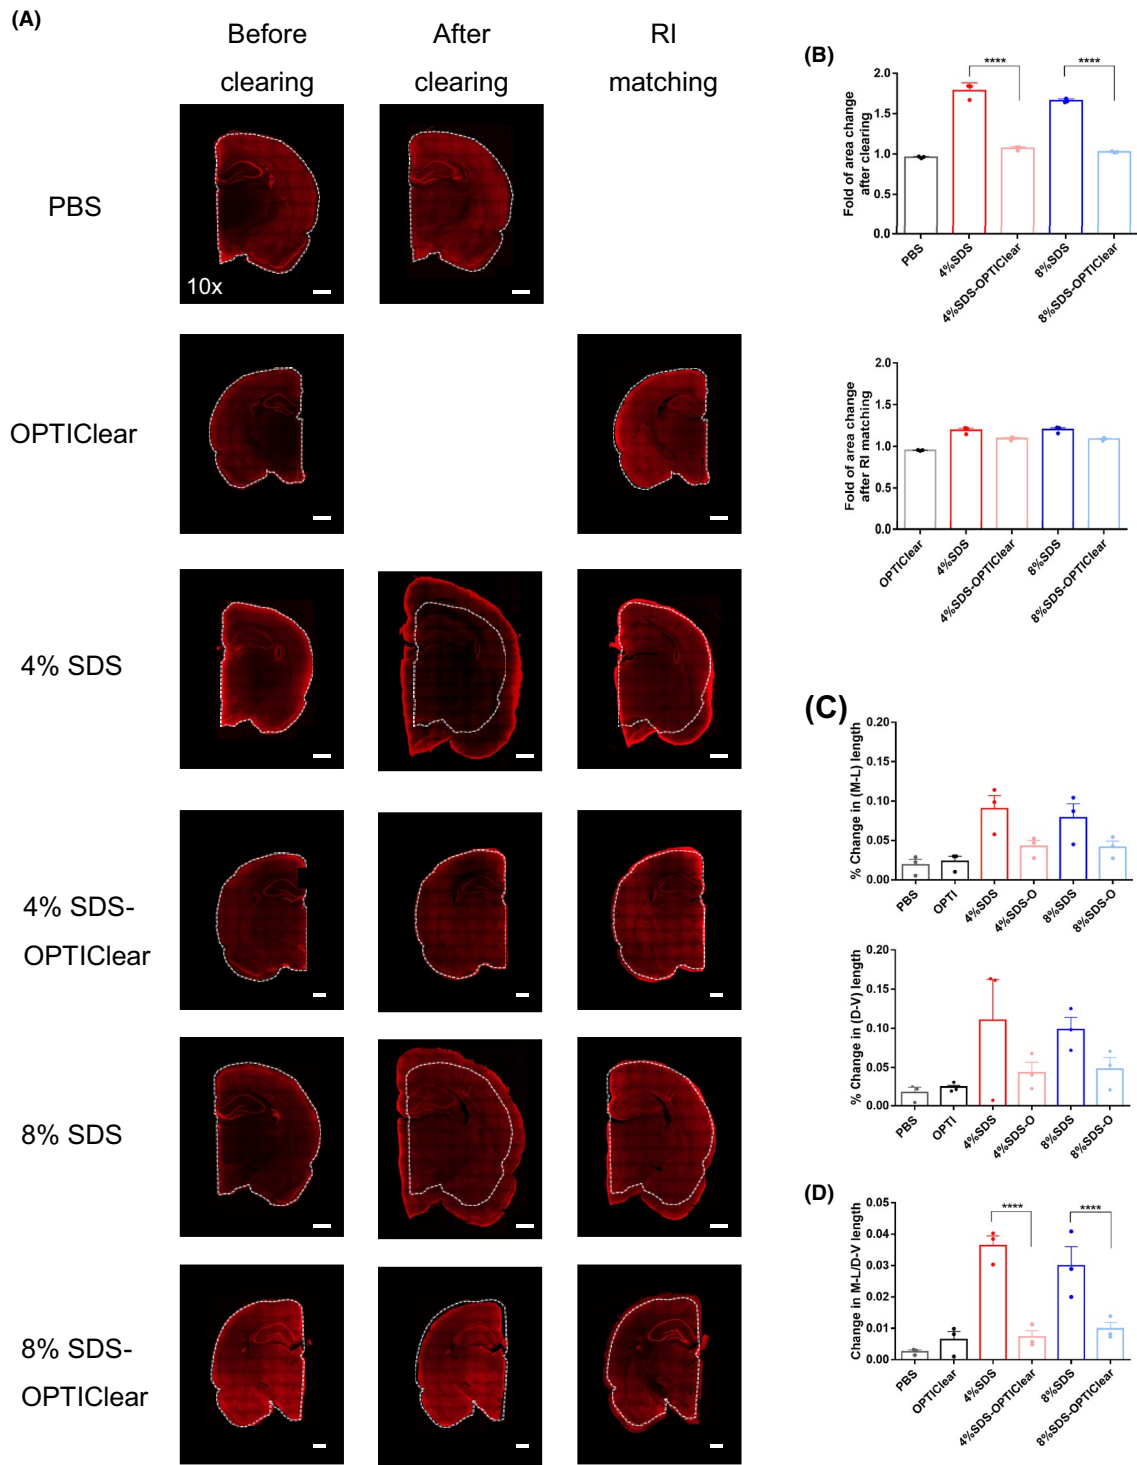 (A)
Before clearing
After clearing
RI matching
PBS
10x
OPTIClear
4% SDS
4% SDS-
OPTIClear
8% SDS
8% SDS-
OPTIClear
(B)
Fold of area change
after clearing
2.0
1.5
1.0
0.5
0.0
****
****
PBS
4%SDS
4%SDS-OPTIClear
8%SDS
8%SDS-OPTIClear
Fold of area change
after RI matching
2.0
1.5
1.0
0.5
0.0
OPTIClear
4%SDS
4%SDS-OPTIClear
8%SDS
8%SDS-OPTIClear
(C)
% Change in (M-L) length
0.20
0.15
0.10
0.05
0.00
PBS
OPTI
4%SDS
4%SDS-O
8%SDS
8%SDS-O
% Change in (D-V) length
0.20
0.15
0.10
0.05
0.00
PBS
OPTI
4%SDS
4%SDS-O
8%SDS
8%SDS-O
(D)
Change in M-L/D-V length
0.05
0.04
0.03
0.02
0.01
0.00
****
****
PBS
OPTIClear
4%SDS
4%SDS-OPTIClear
8%SDS
8%SDS-OPTIClear